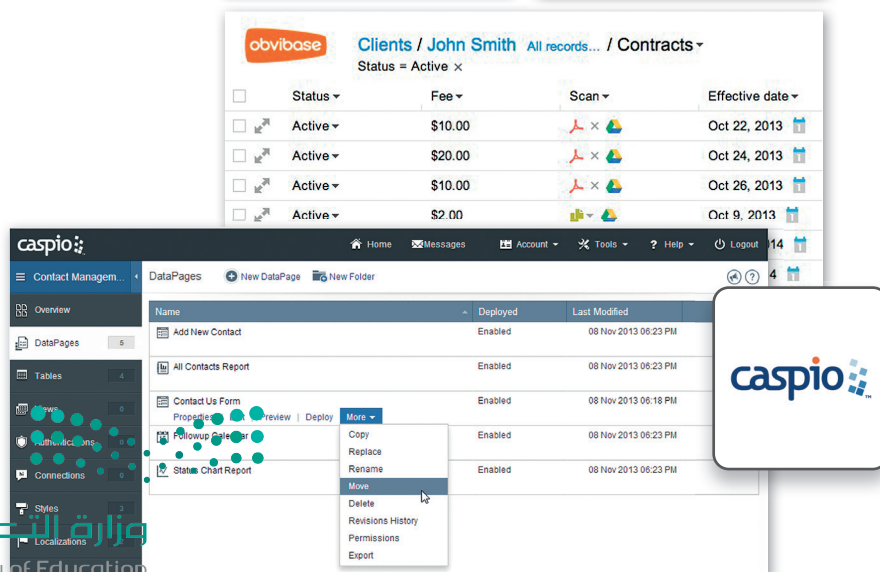 obvibase
Clients / John Smith All records... / Contracts
Status = Active ×
Status Fee Scan Effective date
Active $10.00 Oct 22, 2013
Active $20.00 Oct 24, 2013
Active $10.00 Oct 26, 2013
Active $2.00 Oct 9, 2013
14
4
caspio
Home Messages Account Tools ? Help Logout
Contact Managem... DataPages New DataPage New Folder
Overview
DataPages 5
Tables 4
Views 0
Authentications 0
Connections 0
Styles 3
Localizations
Name Deployed Last Modified
Add New Contact Enabled 08 Nov 2013 06:23 PM
All Contacts Report Enabled 08 Nov 2013 06:23 PM
Contact Us Form Enabled 08 Nov 2013 06:18 PM
Properties | Edit | Preview | Deploy More
Followup Calendar Enabled 08 Nov 2013 06:23 PM
Status Chart Report Enabled 08 Nov 2013 06:23 PM
Copy
Replace
Rename
Move
Delete
Revisions History
Permissions
Export
caspio™
وزارة التـ
of Education